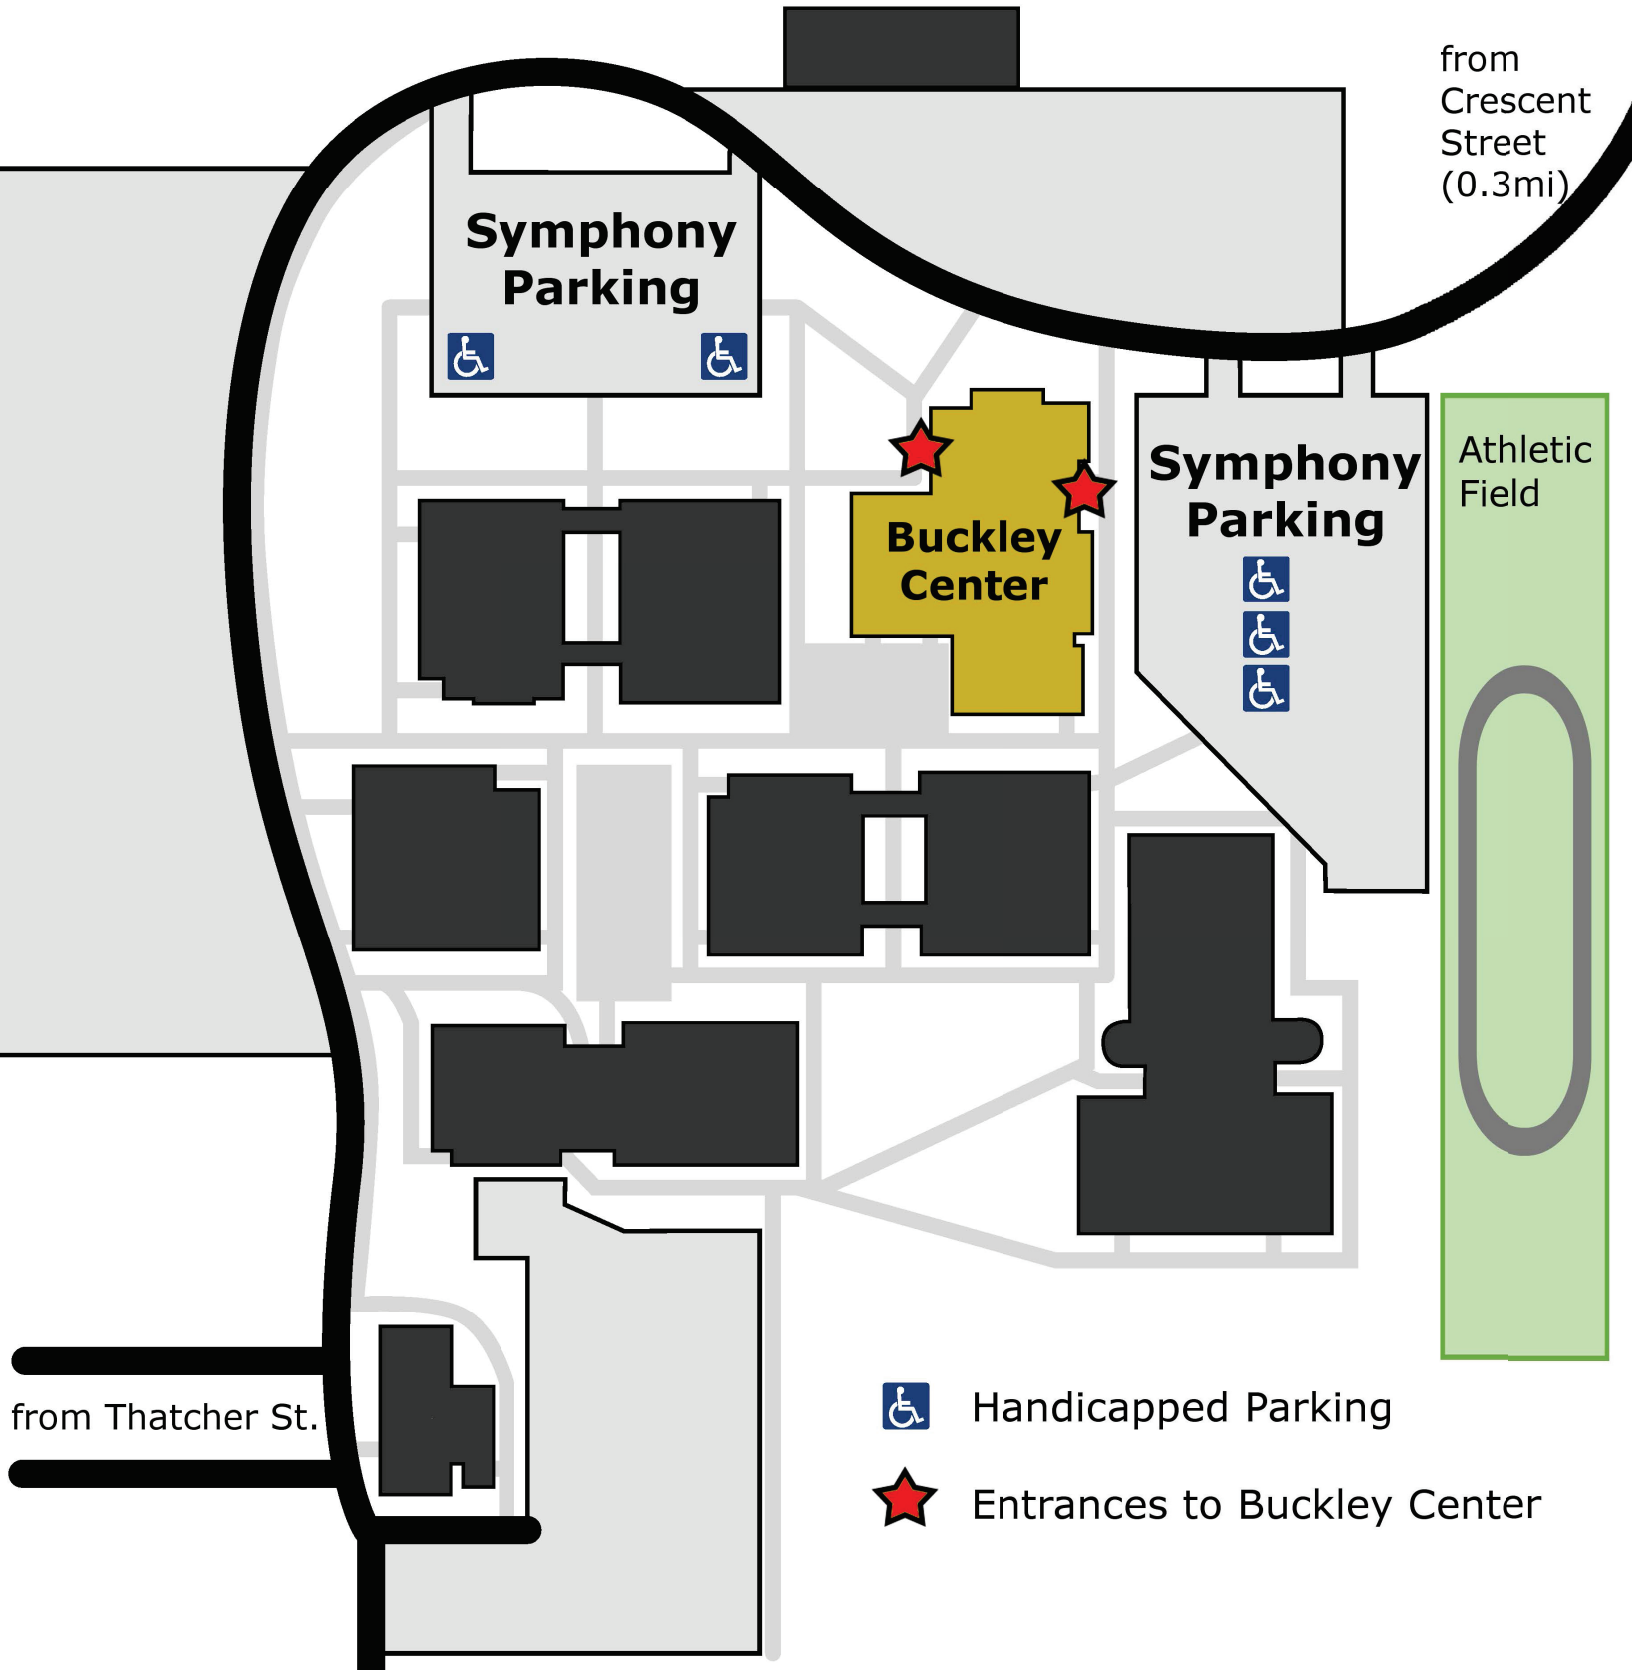 from
Crescent
Street
(0.3mi)
Symphony
Parking
Symphony
Parking
Athletic
Field
Buckley
Center
from Thatcher St.
Handicapped Parking
Entrances to Buckley Center